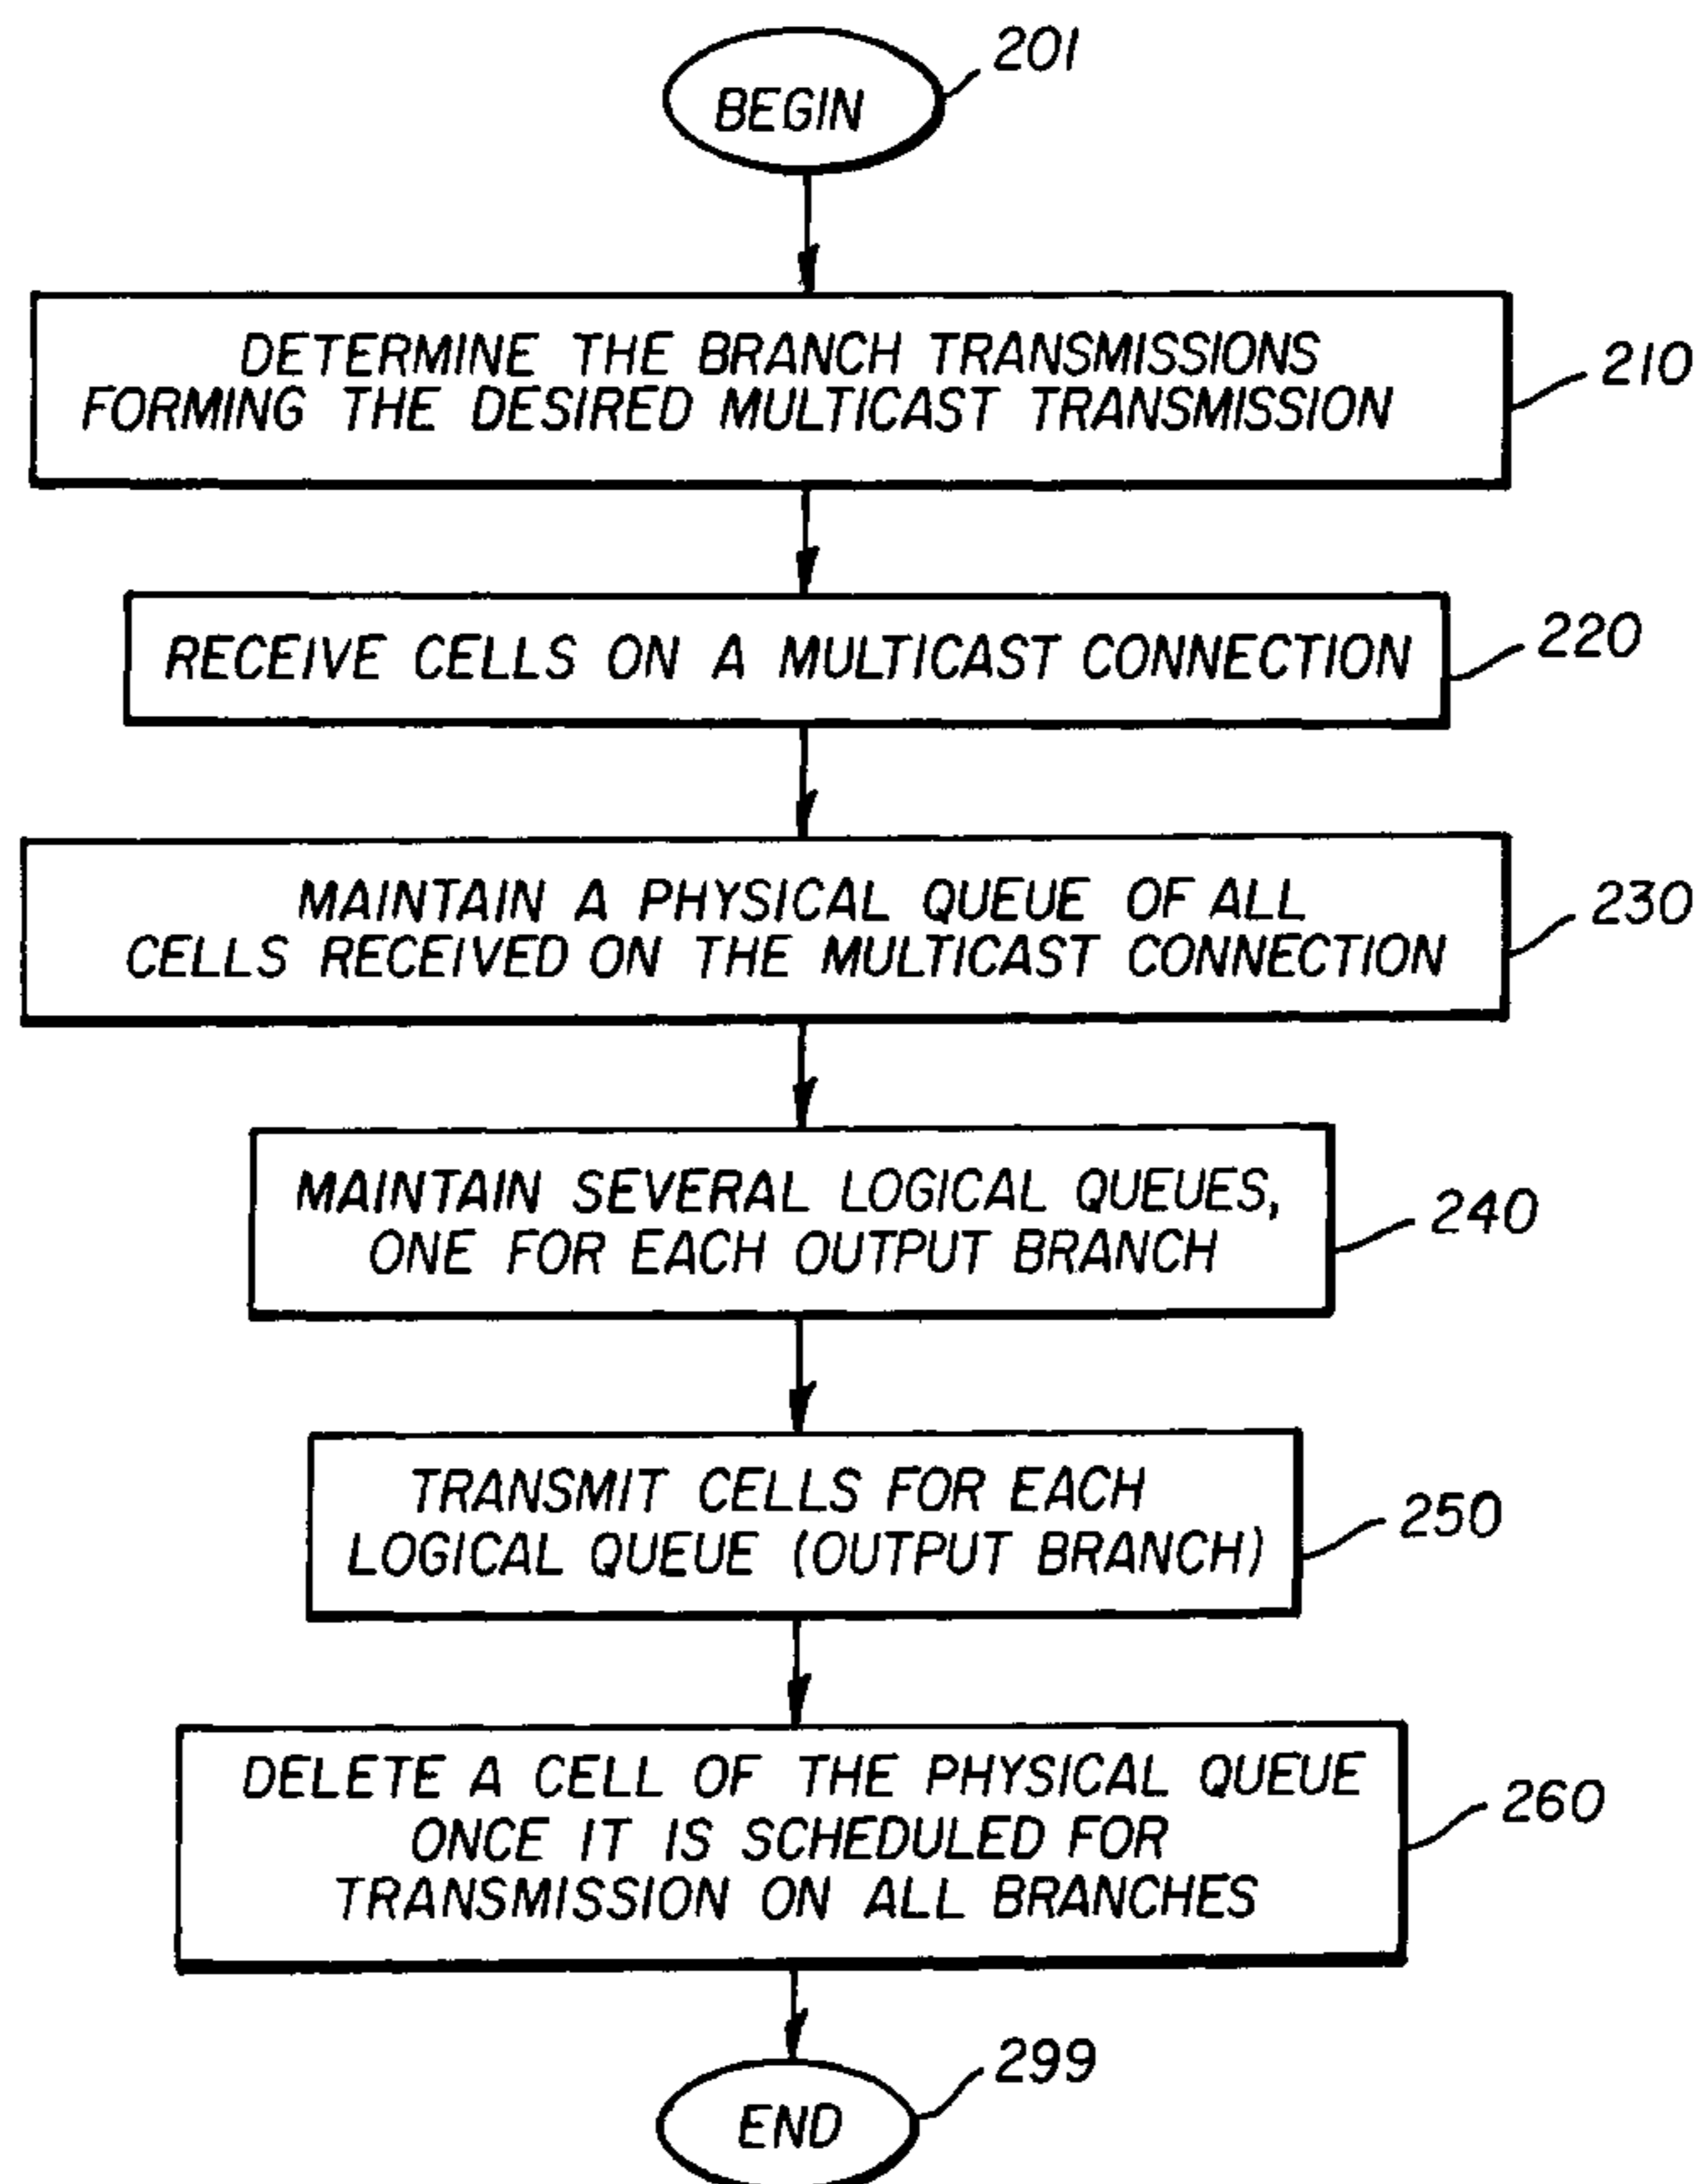 201
BEGIN
DETERMINE THE BRANCH TRANSMISSIONS
FORMING THE DESIRED MULTICAST TRANSMISSION
210
RECEIVE CELLS ON A MULTICAST CONNECTION
220
MAINTAIN A PHYSICAL QUEUE OF ALL
CELLS RECEIVED ON THE MULTICAST CONNECTION
230
MAINTAIN SEVERAL LOGICAL QUEUES,
ONE FOR EACH OUTPUT BRANCH
240
TRANSMIT CELLS FOR EACH
LOGICAL QUEUE (OUTPUT BRANCH)
250
DELETE A CELL OF THE PHYSICAL QUEUE
ONCE IT IS SCHEDULED FOR
TRANSMISSION ON ALL BRANCHES
260
299
END